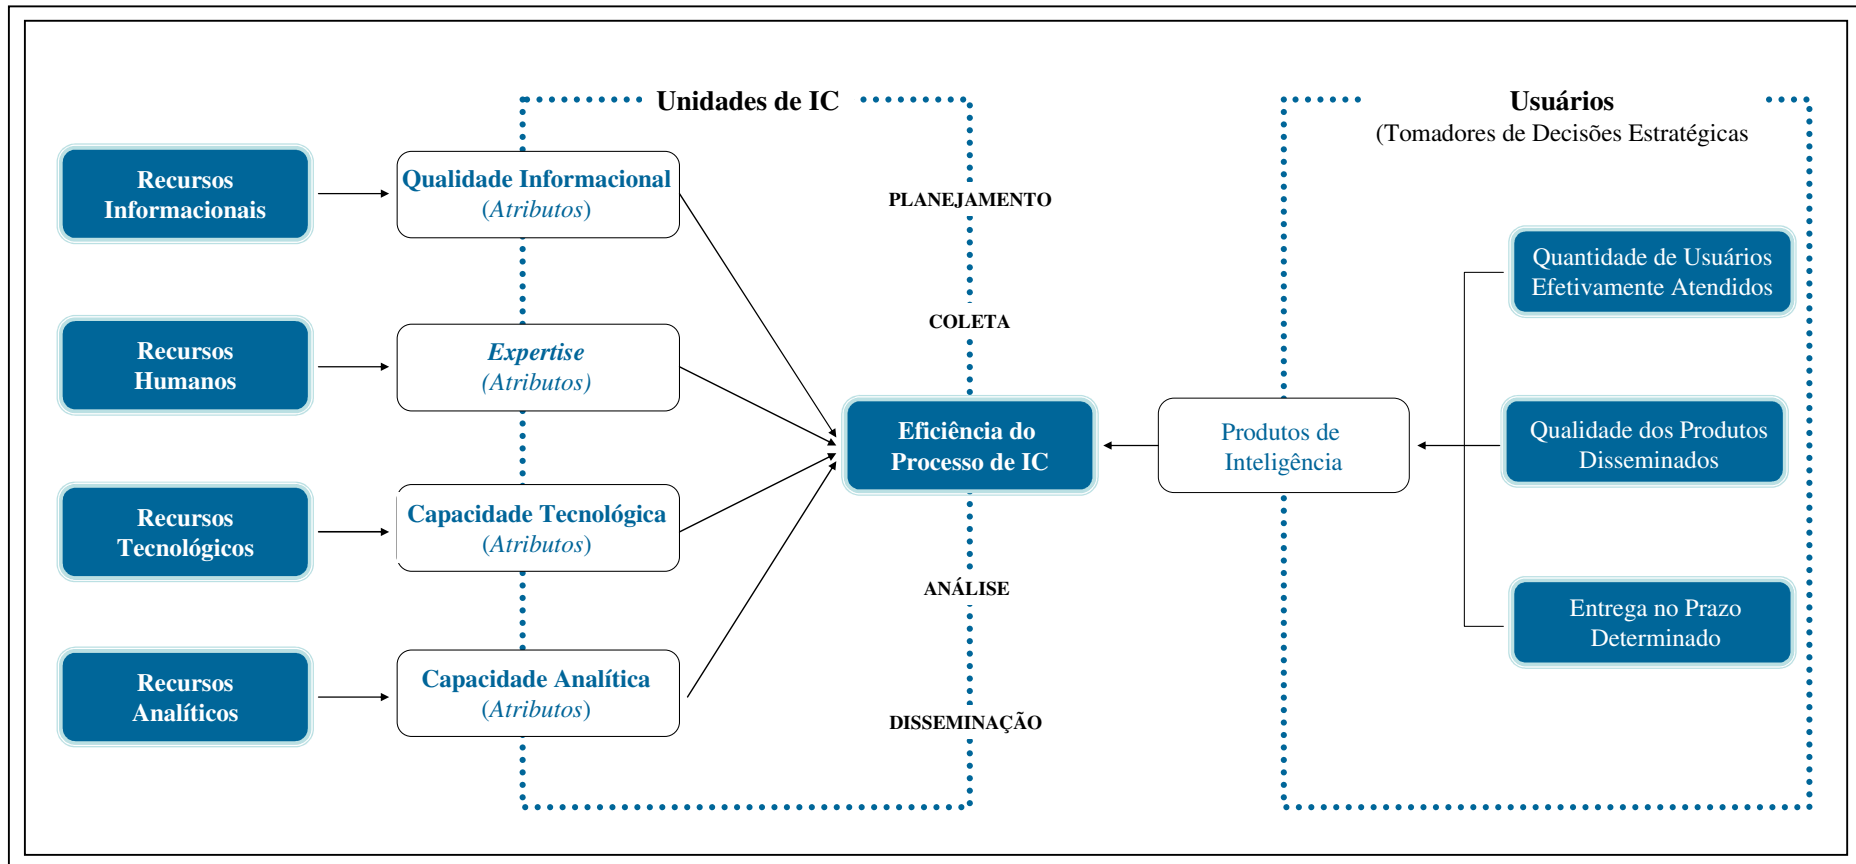 Unidades de IC
Usuários
(Tomadores de Decisões Estratégicas
Recursos
Informacionais
Qualidade Informacional
(Atributos)
PLANEJAMENTO
Quantidade de Usuários
Efetivamente Atendidos
COLETA
Recursos
Humanos
Expertise
(Atributos)
Eficiência do
Processo de IC
Produtos de
Inteligência
Qualidade dos Produtos
Disseminados
Recursos
Tecnológicos
Capacidade Tecnológica
(Atributos)
ANÁLISE
Entrega no Prazo
Determinado
Recursos
Analíticos
Capacidade Analítica
(Atributos)
DISSEMINAÇÃO